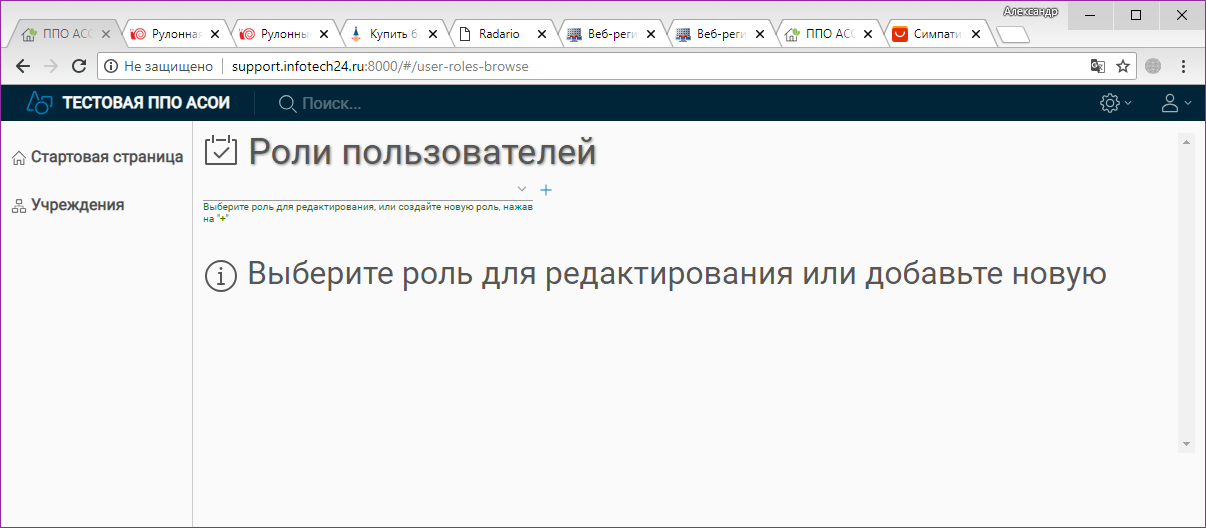 Александр
ППО АСС
Рулонная
Рулонны
Купить б
Radario
Веб-реги
Веб-реги
ППО АСС
Симпати
Не защищено
support.infotech24.ru:8000/#/user-roles-browse
ТЕСТОВАЯ ППО АСОИ
Поиск...
Стартовая страница
Учреждения
Роли пользователей
Выберите роль для редактирования, или создайте новую роль, нажав
на "+"
Выберите роль для редактирования или добавьте новую